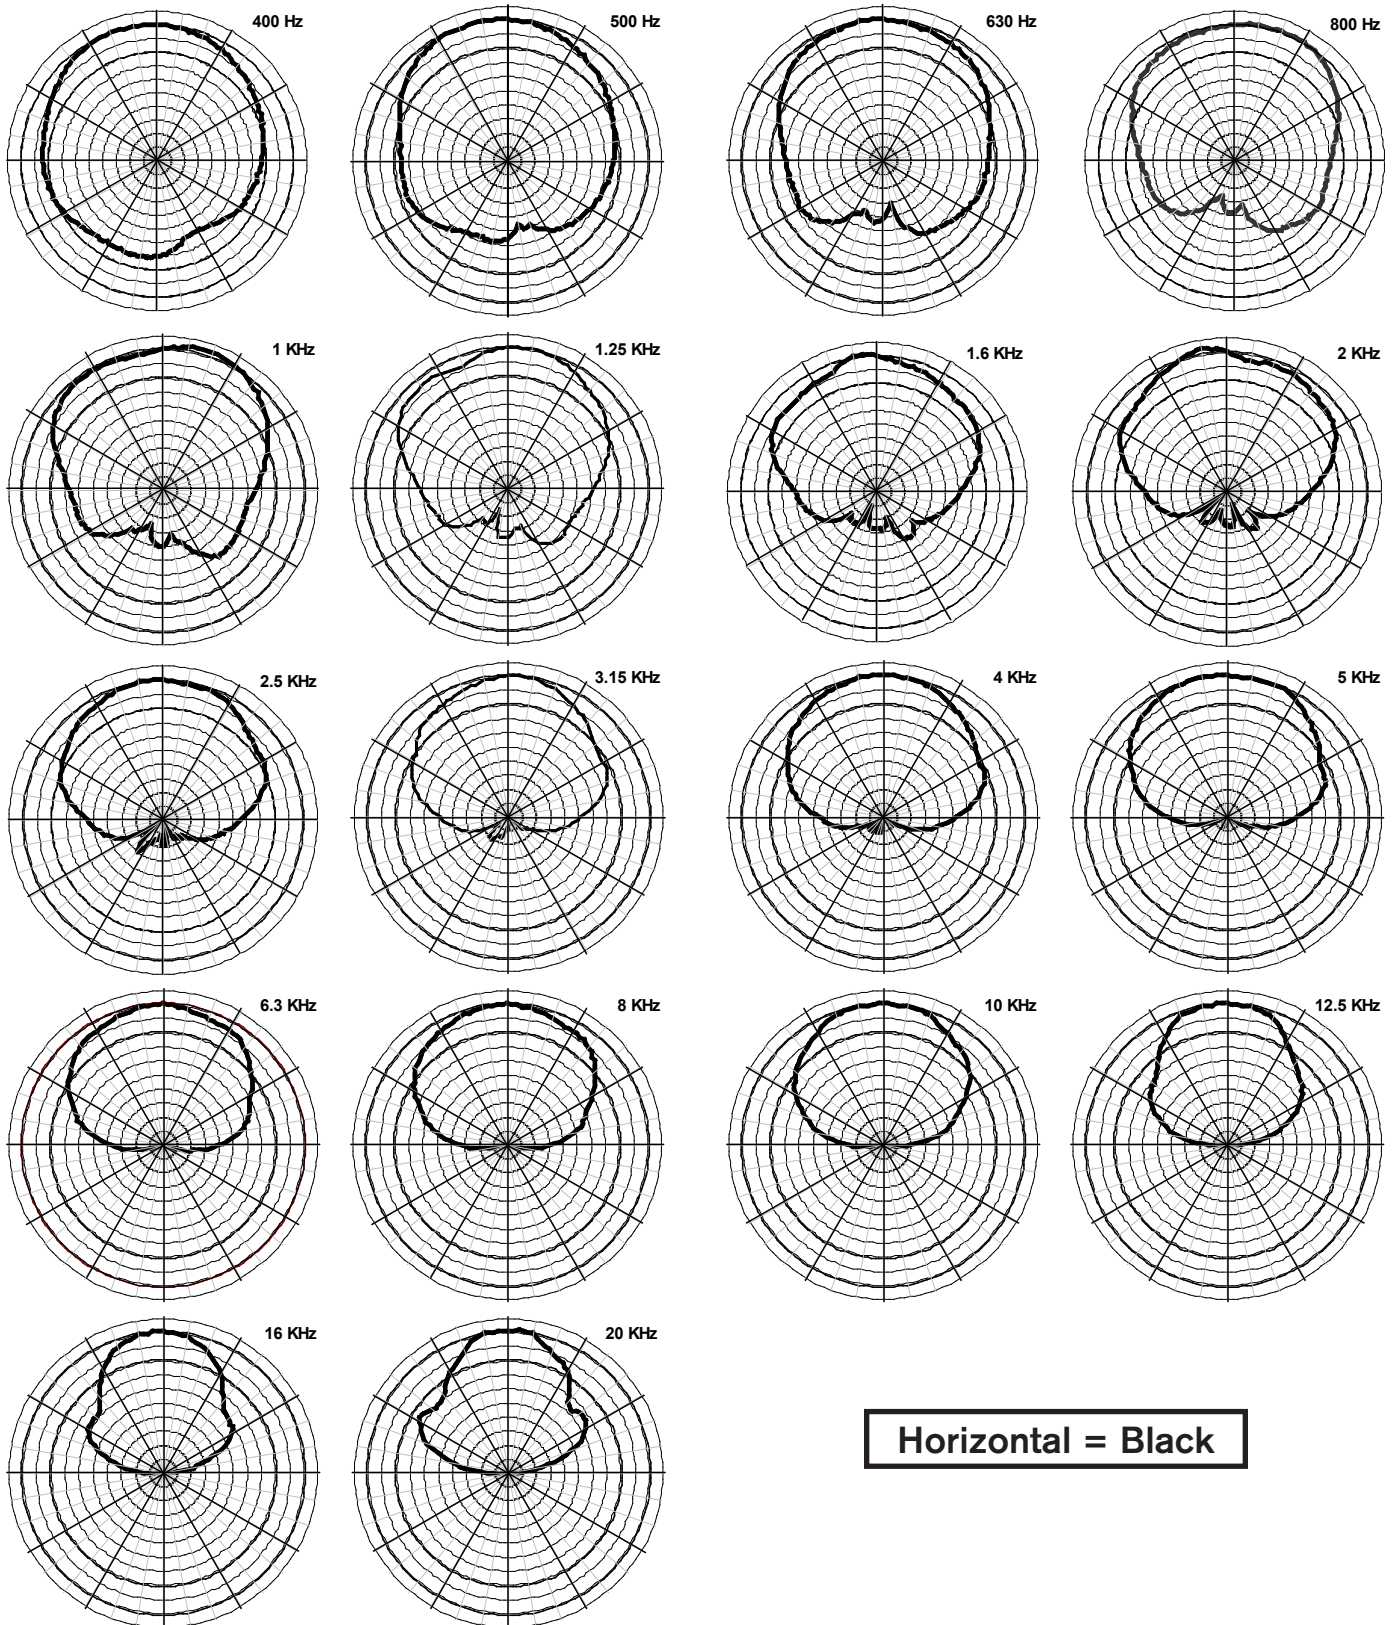 400 Hz
500 Hz
630 Hz
800 Hz
1 KHz
1.25 KHz
1.6 KHz
2 KHz
2.5 KHz
3.15 KHz
4 KHz
5 KHz
6.3 KHz
8 KHz
10 KHz
12.5 KHz
16 KHz
20 KHz
Horizontal = Black